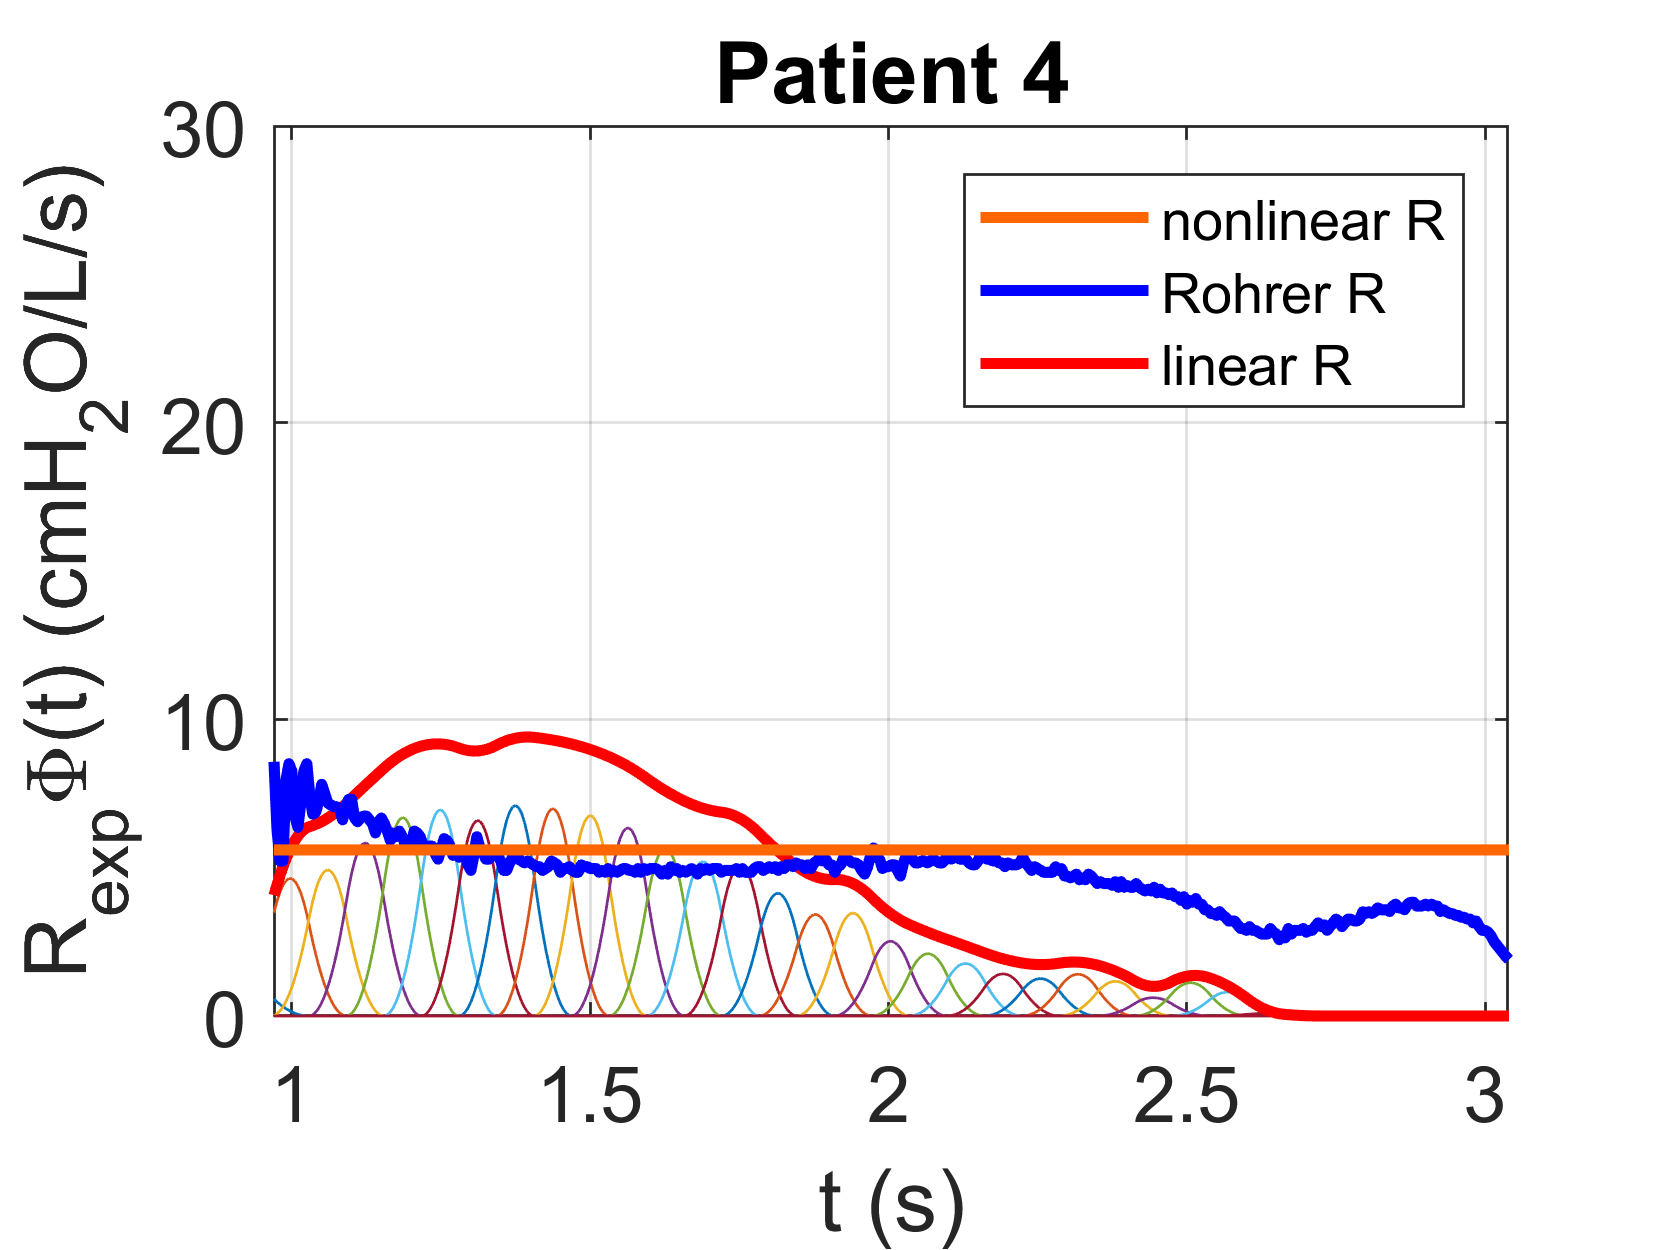 Patient 4
30
20
10
0
R_exp Φ(t) (cmH_2O/L/s)
nonlinear R
Rohrer R
linear R
1 1.5 2 2.5 3
t (s)